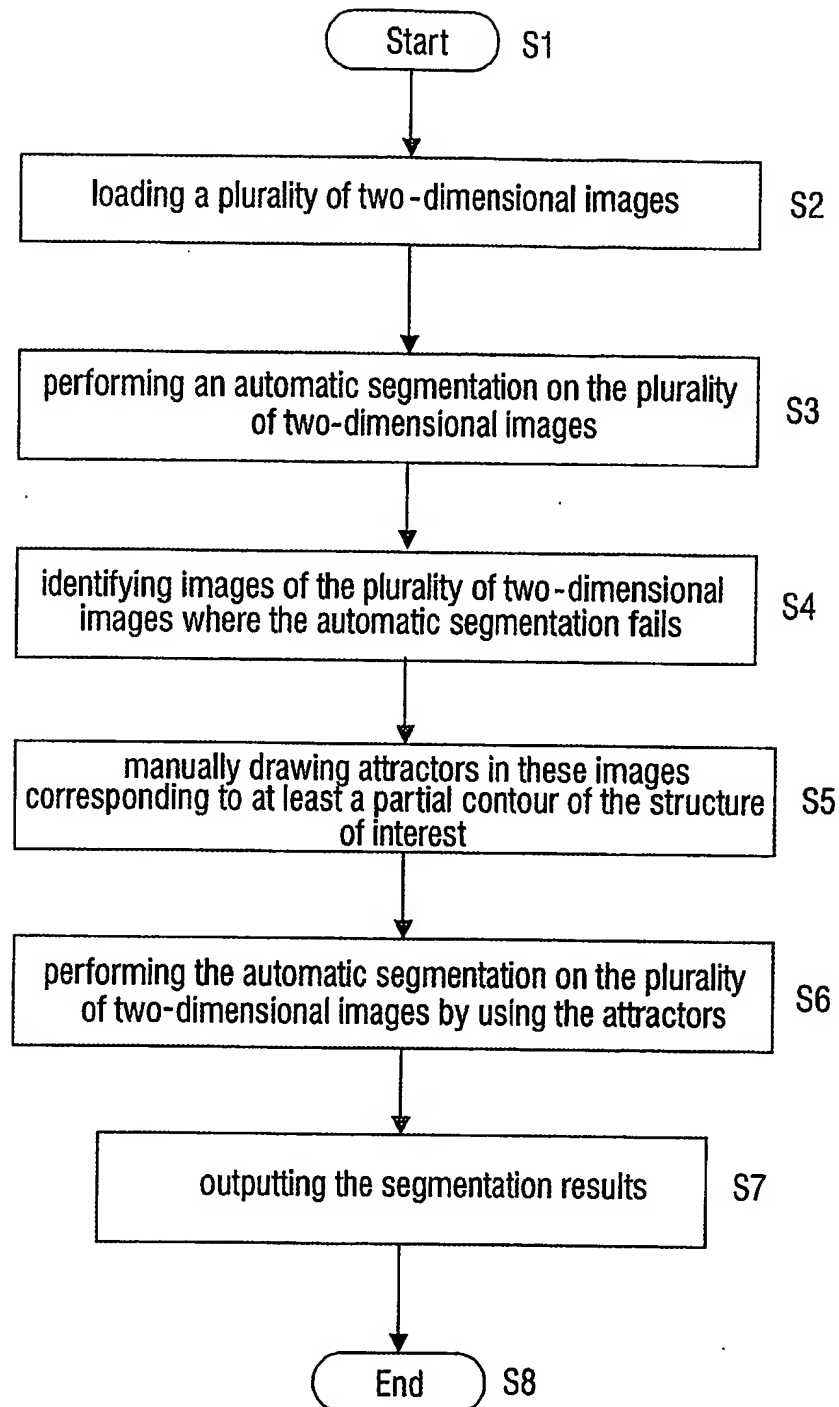 Start S1
loading a plurality of two-dimensional images S2
performing an automatic segmentation on the plurality
of two-dimensional images
S3
identifying images of the plurality of two-dimensional
images where the automatic segmentation fails
S4
manually drawing attractors in these images
corresponding to at least a partial contour of the structure
of interest
S5
performing the automatic segmentation on the plurality
of two-dimensional images by using the attractors
S6
outputting the segmentation results S7
End S8